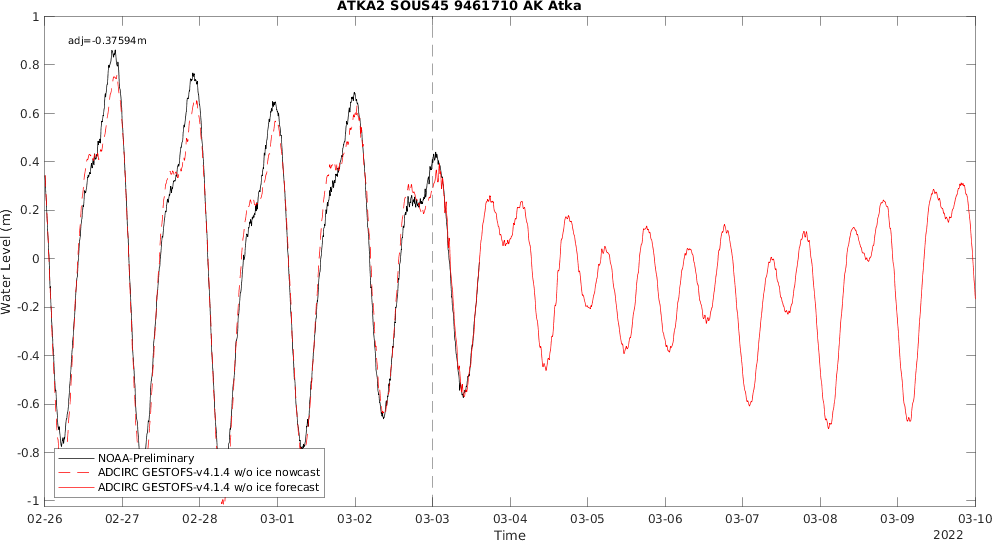 ATKA2 SOUS45 9461710 AK Atka
adj=-0.37594m
1
0.8
0.6
0.4
0.2
0
-0.2
-0.4
-0.6
-0.8
-1
Water Level (m)
NOAA-Preliminary
ADCIRC GESTOFS-v4.1.4 w/o ice nowcast
ADCIRC GESTOFS-v4.1.4 w/o ice forecast
02-26 02-27 02-28 03-01 03-02 03-03 03-04 03-05 03-06 03-07 03-08 03-09 03-10
Time
2022